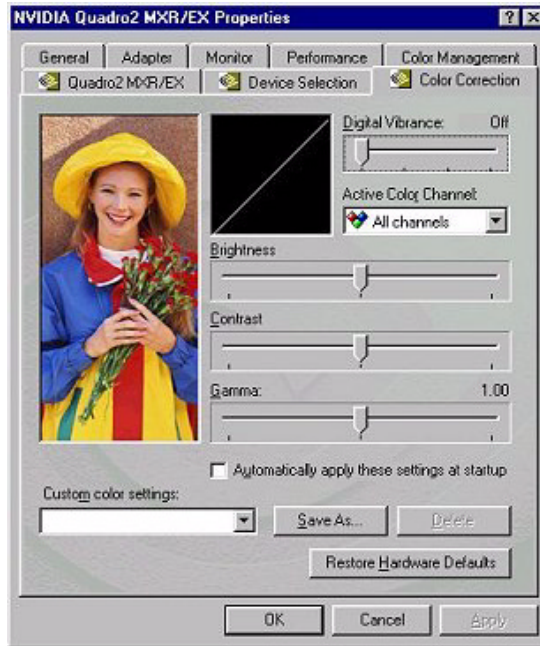 NVIDIA Quadro2 MXR/EX Properties
General Adapter Monitor Performance Color Management
Quadro2 MXR/EX Device Selection Color Correction
Digital Vibrance: Off
Active Color Channel:
All channels
Brightness
Contrast
Gamma: 1.00
Automatically apply these settings at startup
Custom color settings:
Save As... Delete
Restore Hardware Defaults
OK Cancel Apply